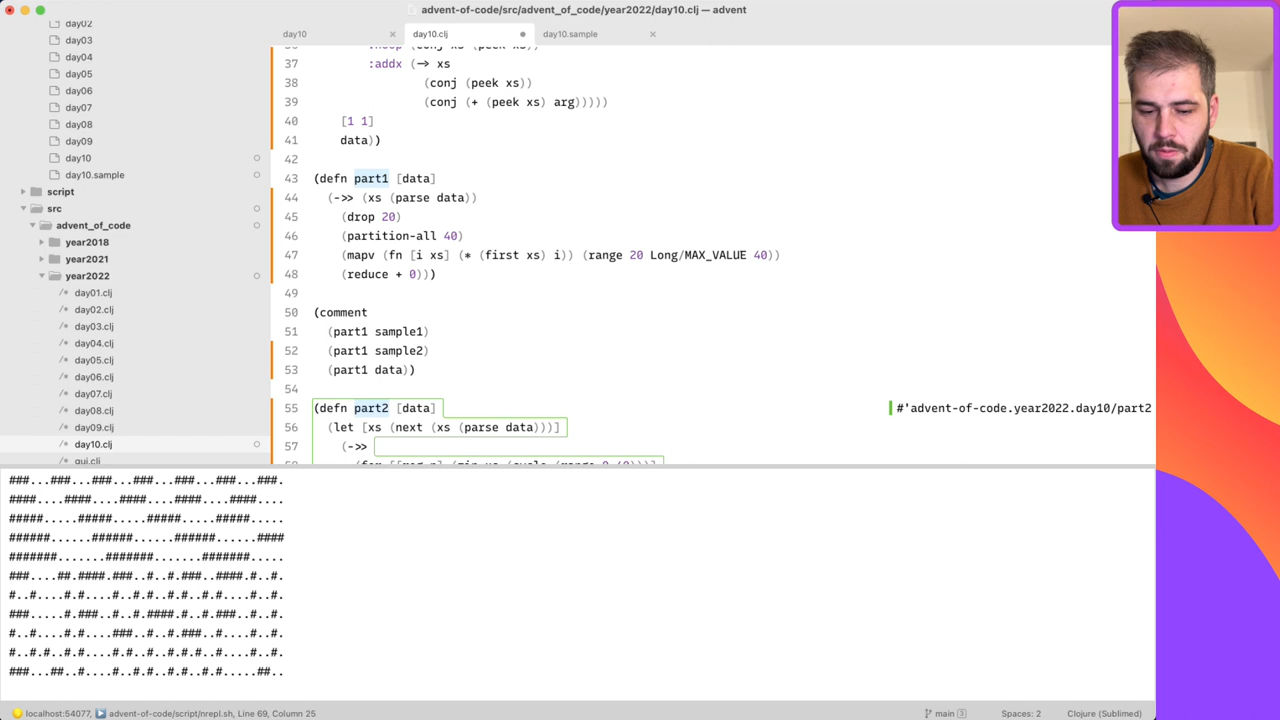 advent-of-code/src/advent_of_code/year2022/day10.clj — advent
day10
day10.clj
day10.sample
day02
day03
day04
day05
day06
day07
day08
day09
day10
day10.sample
script
src
advent_of_code
year2018
year2021
year2022
day01.clj
day02.clj
day03.clj
day04.clj
day05.clj
day06.clj
day07.clj
day08.clj
day09.clj
day10.clj
gui.clj
37 :addx (-> xs
38 (conj (peek xs))
39 (conj (+ (peek xs) arg)))))
40 [1 1]
41 data))
42
43 (defn part1 [data]
44 (->> (xs (parse data))
45 (drop 20)
46 (partition-all 40)
47 (mapv (fn [i xs] (* (first xs) i)) (range 20 Long/MAX_VALUE 40))
48 (reduce + 0)))
49
50 (comment
51 (part1 sample1)
52 (part1 sample2)
53 (part1 data))
54
55 (defn part2 [data] #'advent-of-code.year2022.day10/part2
56 (let [xs (next (xs (parse data)))]
57 (->>
###...###...###...###...###...###...###.
####....####....####....####....####....
#####.....#####.....#####.....#####.....
######......######......######......####
#######.......#######.......#######.....
###....##.####.###..#..#.###..####.#..#.
#..#....#.#....#..#.#..#.#..#.#....#..#.
###.....#.###..#..#.####.#..#.###..#..#.
#..#....#.#....###..#..#.###..#....#..#.
#..#.#..#.#....#....#..#.#.#..#....#..#.
###...##..#....#....#..#.#..#.#.....##..
localhost:54077, advent-of-code/script/nrepl.sh, Line 69, Column 25
main 3
Spaces: 2
Clojure (Sublimed)